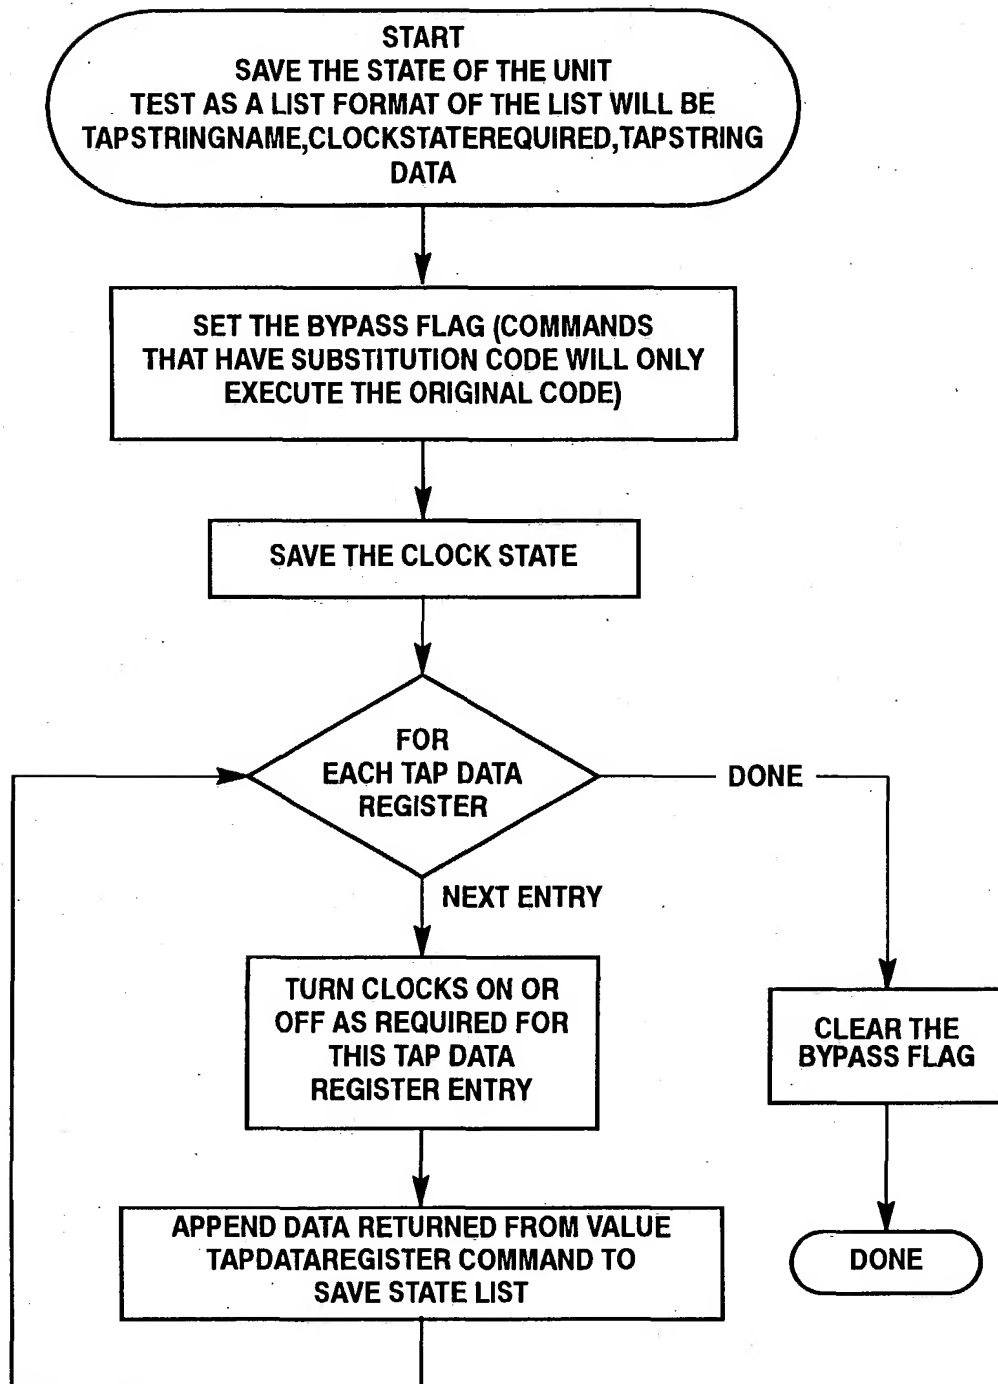 START
SAVE THE STATE OF THE UNIT
TEST AS A LIST FORMAT OF THE LIST WILL BE
TAPSTRINGNAME,CLOCKSTATEREQUIRED,TAPSTRING
DATA
SET THE BYPASS FLAG (COMMANDS
THAT HAVE SUBSTITUTION CODE WILL ONLY
EXECUTE THE ORIGINAL CODE)
SAVE THE CLOCK STATE
FOR
EACH TAP DATA
REGISTER
DONE
NEXT ENTRY
TURN CLOCKS ON OR
OFF AS REQUIRED FOR
THIS TAP DATA
REGISTER ENTRY
CLEAR THE
BYPASS FLAG
APPEND DATA RETURNED FROM VALUE
TAPDATAREGISTER COMMAND TO
SAVE STATE LIST
DONE